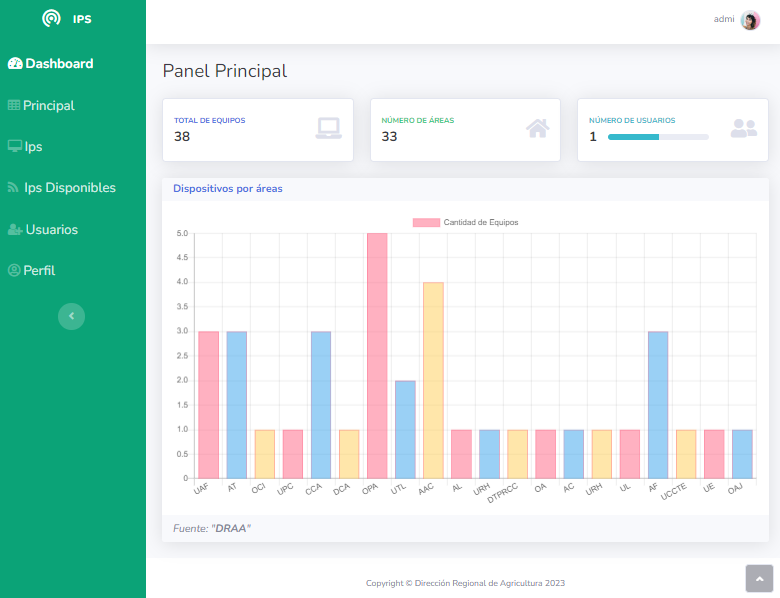 IPS
admi
Dashboard
Principal
Ips
Ips Disponibles
Usuarios
Perfil
Panel Principal
TOTAL DE EQUIPOS
38
NÚMERO DE ÁREAS
33
NÚMERO DE USUARIOS
1
Dispositivos por áreas
Cantidad de Equipos
5.0
4.5
4.0
3.5
3.0
2.5
2.0
1.5
1.0
0.5
0
UAF AT OCI UPC CCA DCA OPA UTL AAC AL URH DTPRCC OA AC URH UL AF UCCTE UE OAJ
Fuente: "DRAA"
Copyright © Dirección Regional de Agricultura 2023